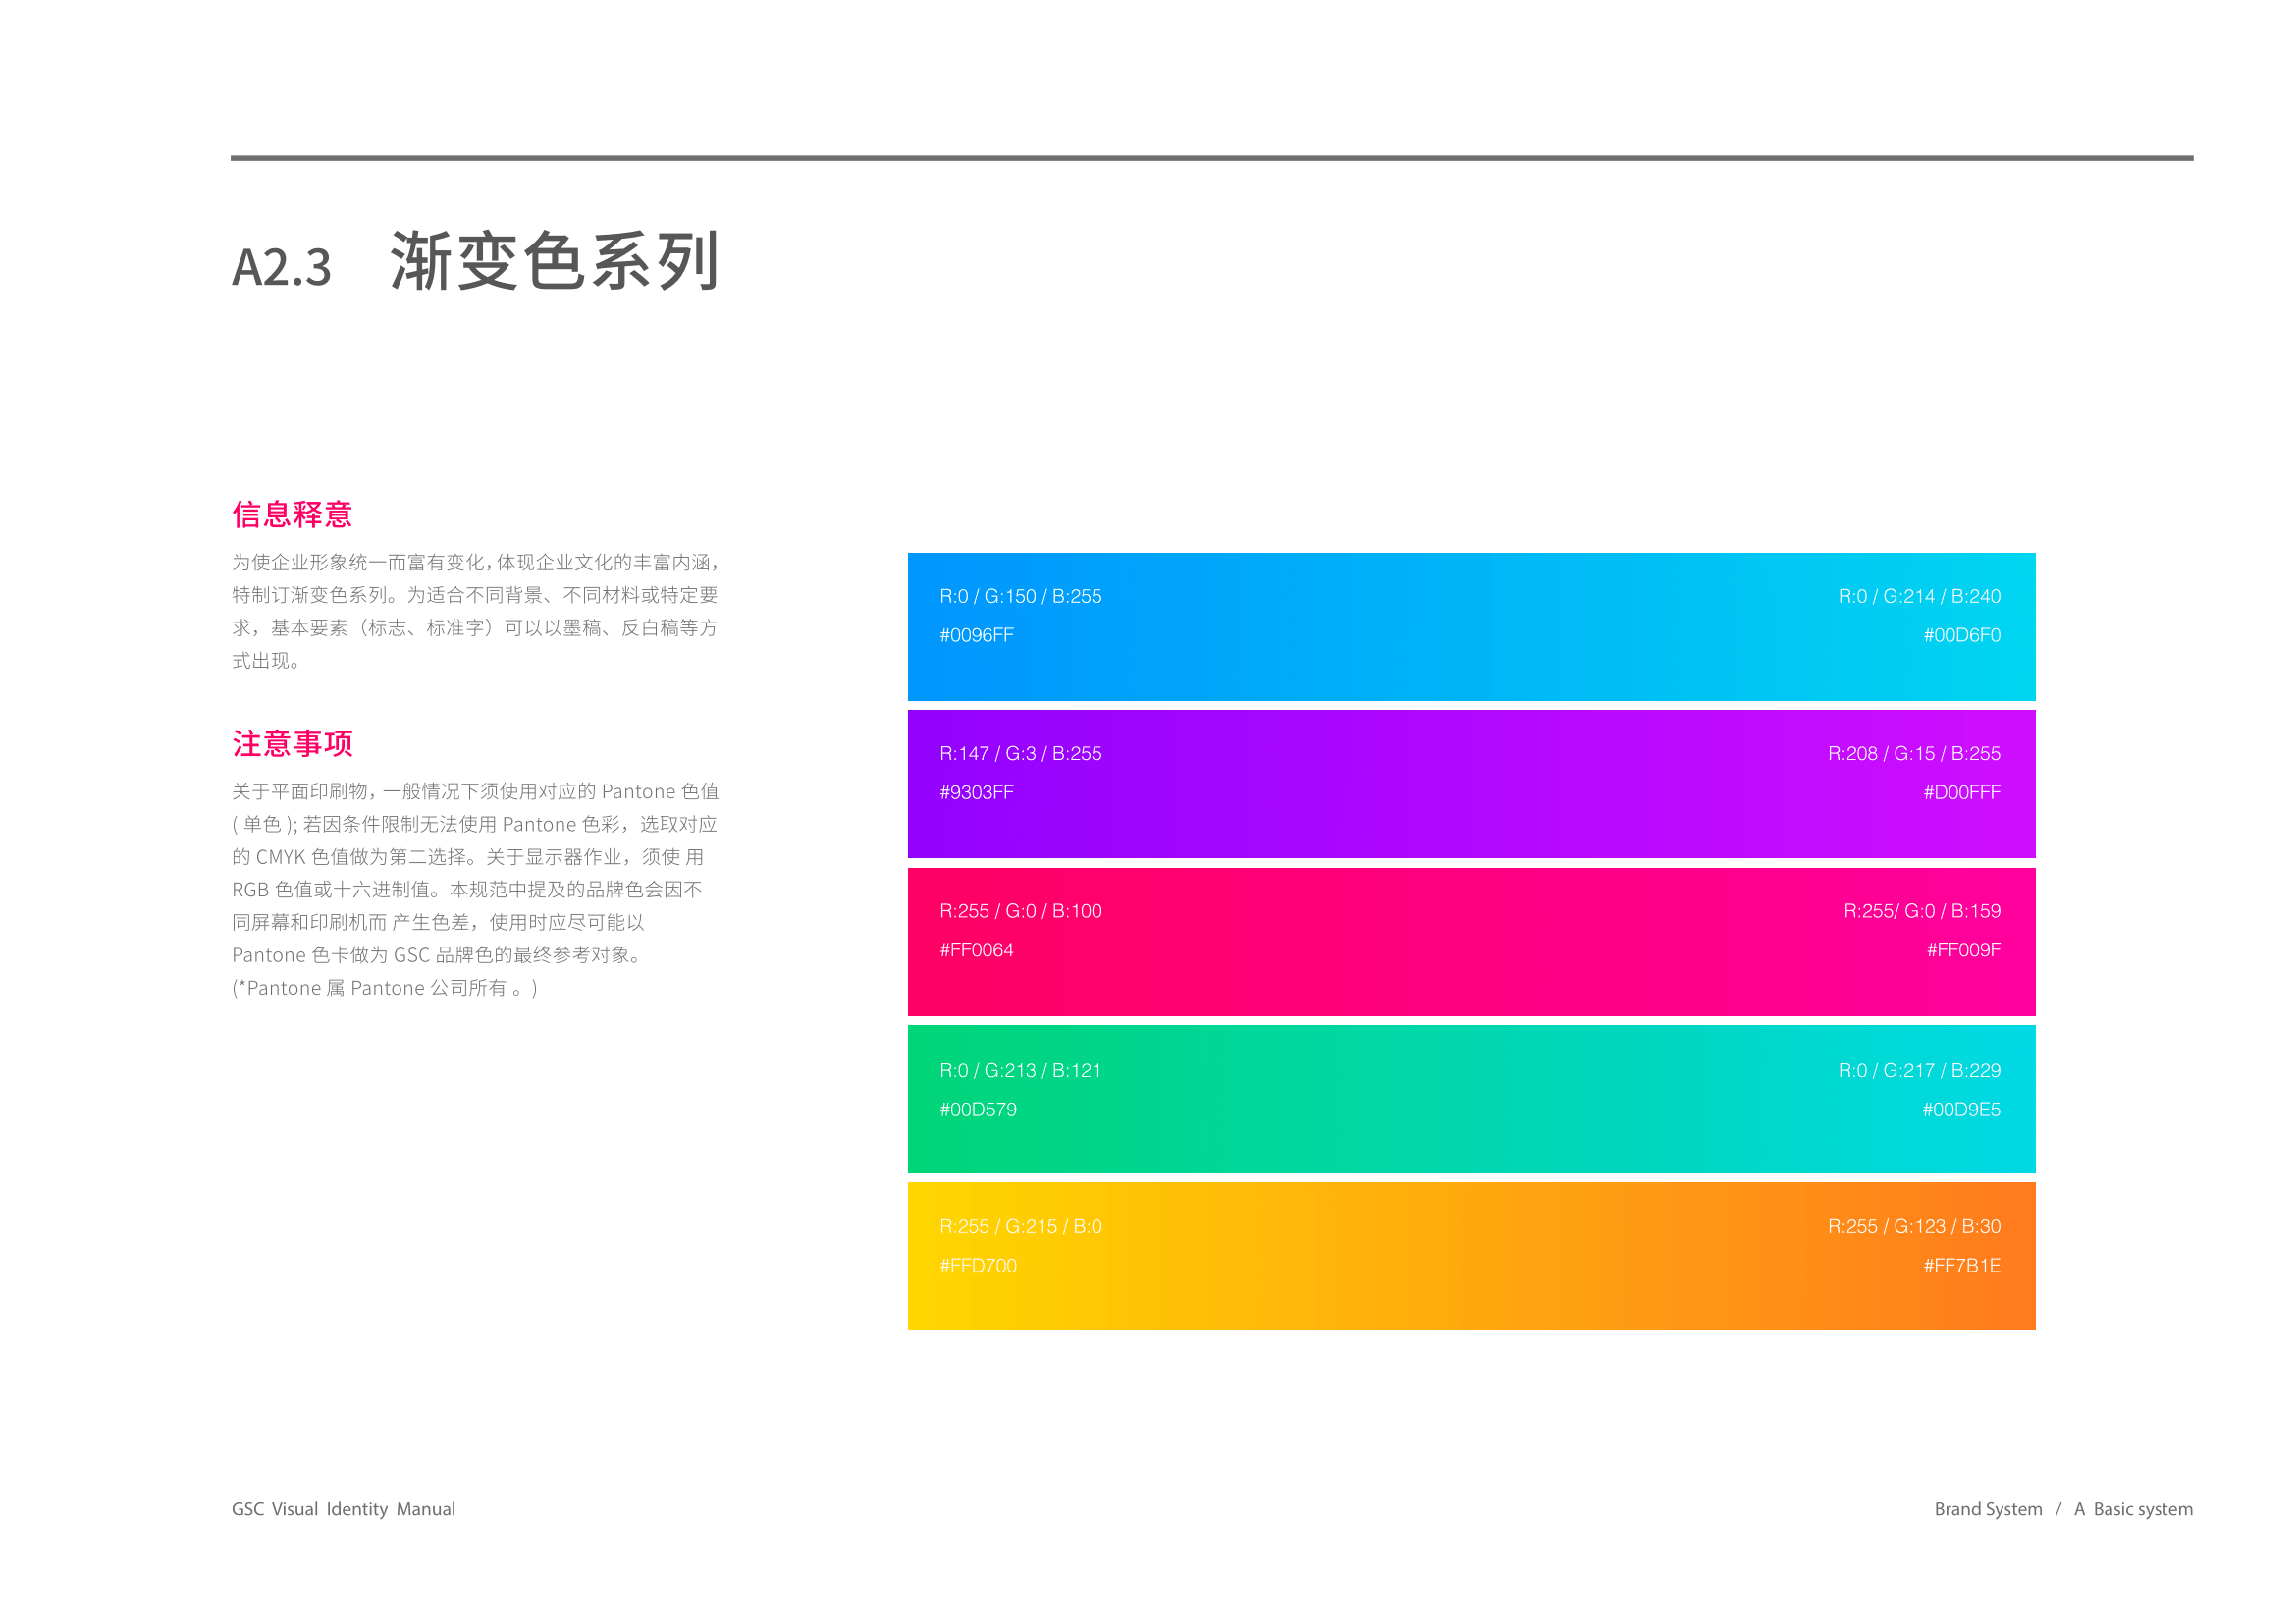 A2.3 渐变色系列
信息释意
为使企业形象统一而富有变化，体现企业文化的丰富内涵，
特制订渐变色系列。为适合不同背景、不同材料或特定要
求，基本要素（标志、标准字）可以以墨稿、反白稿等方
式出现。
注意事项
关于平面印刷物，一般情况下须使用对应的 Pantone 色值
( 单色 ); 若因条件限制无法使用 Pantone 色彩，选取对应
的 CMYK 色值做为第二选择。关于显示器作业，须使 用
RGB 色值或十六进制值。本规范中提及的品牌色会因不
同屏幕和印刷机而 产生色差，使用时应尽可能以
Pantone 色卡做为 GSC 品牌色的最终参考对象。
(*Pantone 属 Pantone 公司所有 。)
R:0 / G:150 / B:255
#0096FF
R:0 / G:214 / B:240
#00D6F0
R:147 / G:3 / B:255
#9303FF
R:208 / G:15 / B:255
#D00FFF
R:255 / G:0 / B:100
#FF0064
R:255/ G:0 / B:159
#FF009F
R:0 / G:213 / B:121
#00D579
R:0 / G:217 / B:229
#00D9E5
R:255 / G:215 / B:0
#FFD700
R:255 / G:123 / B:30
#FF7B1E
GSC Visual Identity Manual
Brand System / A Basic system